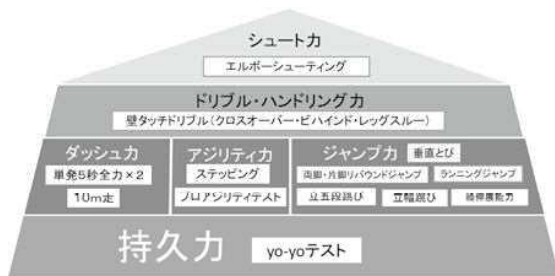 シュート力
エルボーシューティング
ドリブル・ハンドリング力
壁タッチドリブル(クロスオーバー・ビハインド・レッグスルー)
ダッシュ力
単発5秒全力×2
10m走
アジリティ力
ステッピング
プロアジリティテスト
ジャンプ力
垂直とび
両脚・片脚リバウンドジャンプ
ランニングジャンプ
立五段跳び
立幅跳び
持久力
yo-yoテスト